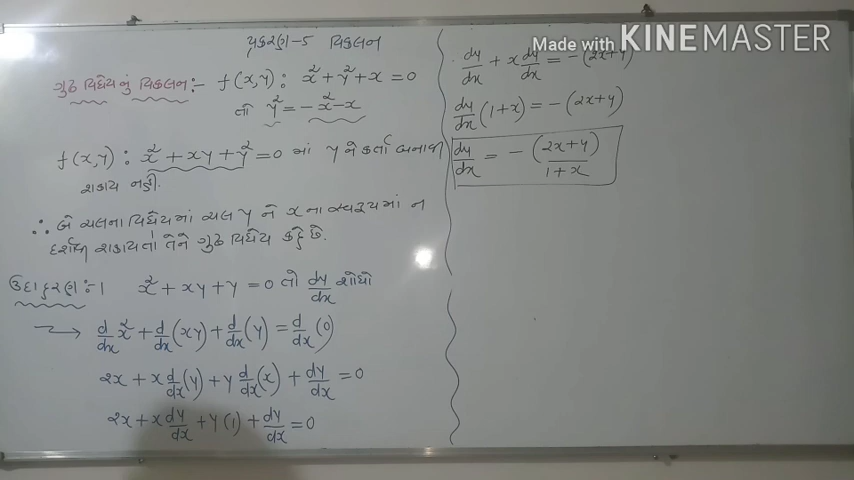 પ્રકરણ-5 વિકલન
ગૂઢ વિધેયનું વિકલન :- f(x,y) : x² + y² + x = 0
તો y² = -x² - x
f(x,y) : x² + xy + y² = 0 માં y ને કર્તા બનાવી
શકાય નહી.
∴ બે ચલના વિધેયમાં ચલ y ને x ના સ્વરૂપમાં ન
દર્શાવી શકાય તો તેને ગૂઢ વિધેય કહે છે.
ઉદાહરણ :- 1 x² + xy + y = 0 તો dy/dx શોધો
→ d/dx x² + d/dx (xy) + d/dx (y) = d/dx (0)
2x + x d/dx (y) + y d/dx (x) + dy/dx = 0
2x + x dy/dx + y(1) + dy/dx = 0
Made with KINEMASTER
dy/dx + x dy/dx = -(2x+y)
dy/dx (1+x) = -(2x+y)
dy/dx = -((2x+y)/(1+x))